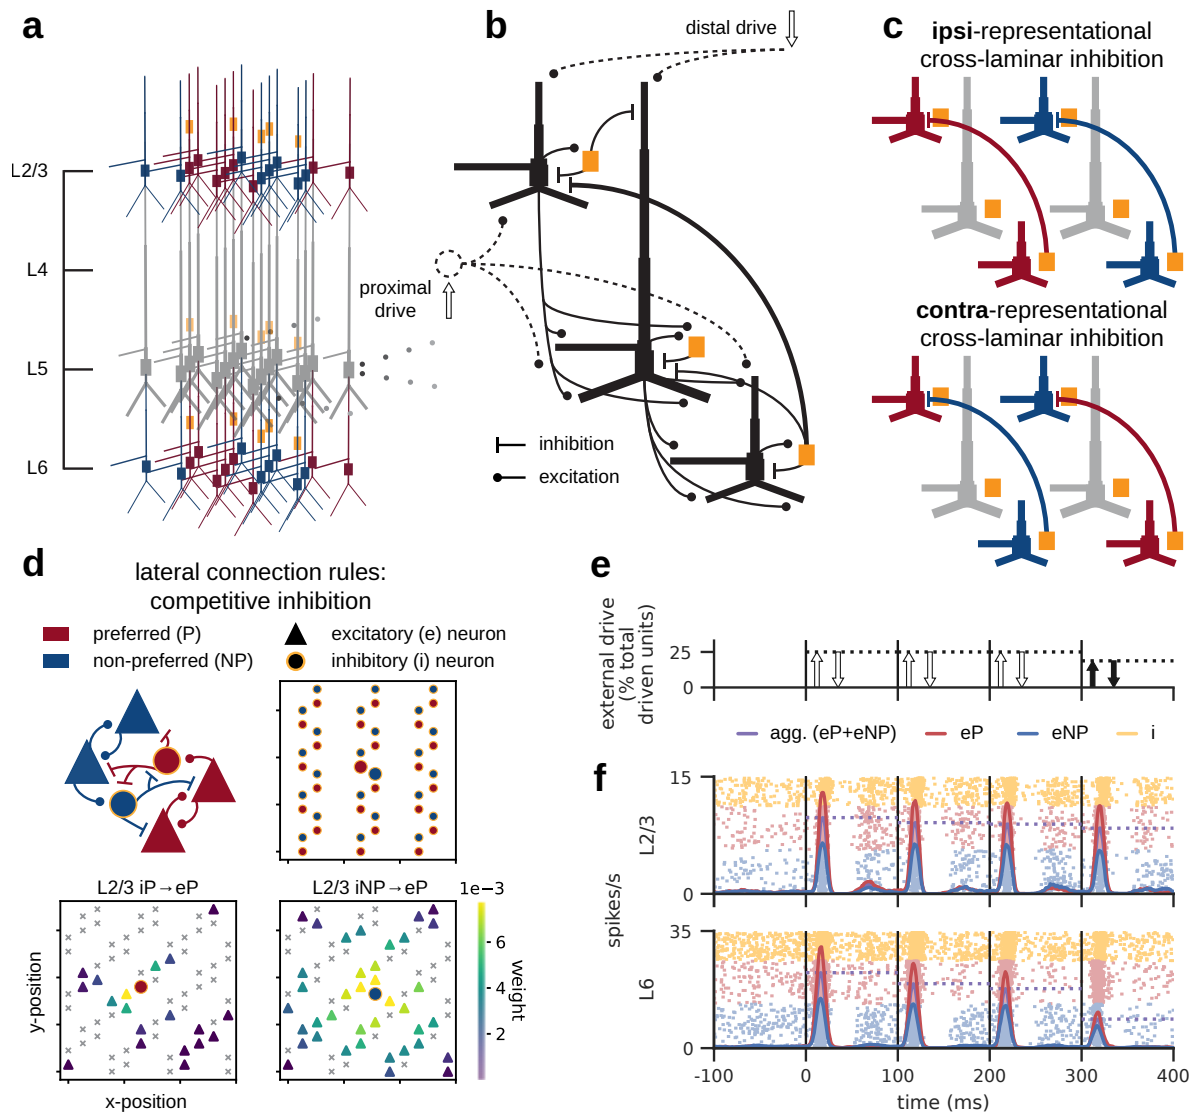 a
L2/3
L4
L5
L6
b
distal drive
proximal
drive
inhibition
excitation
c
ipsi-representational
cross-laminar inhibition
contra-representational
cross-laminar inhibition
d
lateral connection rules:
competitive inhibition
preferred (P)
excitatory (e) neuron
non-preferred (NP)
inhibitory (i) neuron
L2/3 iP→eP
L2/3 iNP→eP
1e−3
6
4
2
weight
y-position
x-position
e
external drive
(% total
driven units)
25
0
agg. (eP+eNP)
eP
eNP
i
f
15
0
L2/3
spikes/s
35
0
L6
-100
0
100
200
300
400
time (ms)